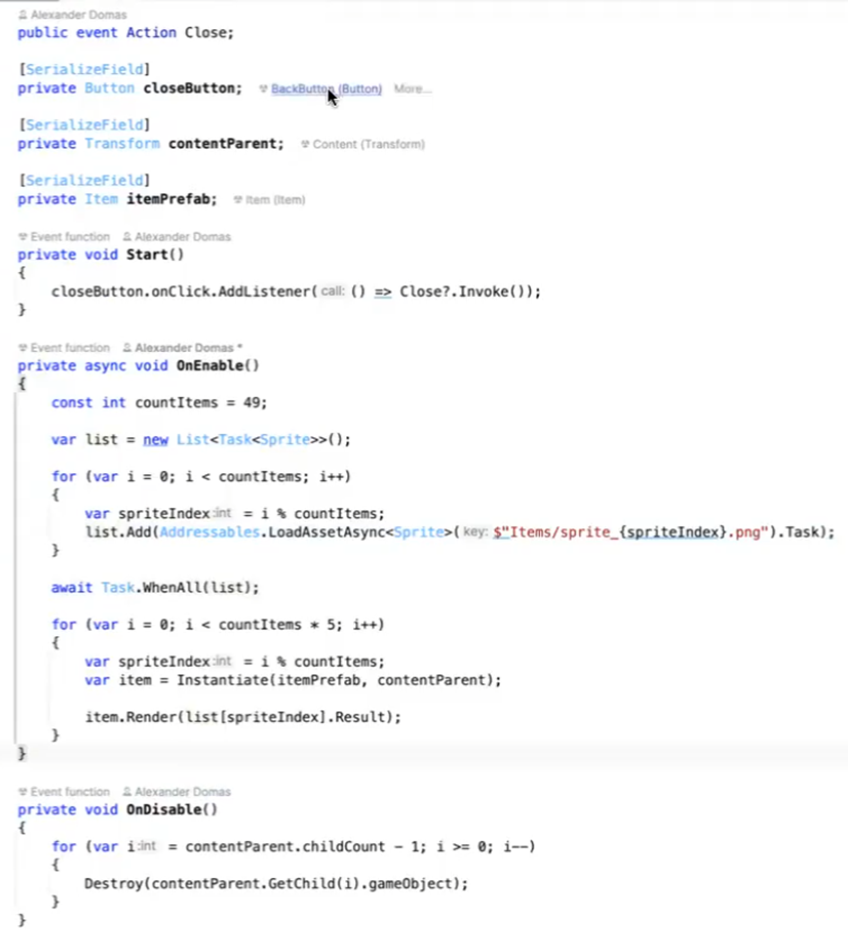 Alexander Domas
public event Action Close;
[SerializeField]
private Button closeButton; BackButton (Button) More...
[SerializeField]
private Transform contentParent; Content (Transform)
[SerializeField]
private Item itemPrefab; Item (Item)
Event function Alexander Domas
private void Start()
{
closeButton.onClick.AddListener( call: () => Close?.Invoke());
}
Event function Alexander Domas *
private async void OnEnable()
{
const int countItems = 49;
var list = new List<Task<Sprite>>();
for (var i = 0; i < countItems; i++)
{
var spriteIndex:int = i % countItems;
list.Add(Addressables.LoadAssetAsync<Sprite>( key: $"Items/sprite_{spriteIndex}.png").Task);
}
await Task.WhenAll(list);
for (var i = 0; i < countItems * 5; i++)
{
var spriteIndex:int = i % countItems;
var item = Instantiate(itemPrefab, contentParent);
item.Render(list[spriteIndex].Result);
}
}
Event function Alexander Domas
private void OnDisable()
{
for (var i:int = contentParent.childCount - 1; i >= 0; i--)
{
Destroy(contentParent.GetChild(i).gameObject);
}
}